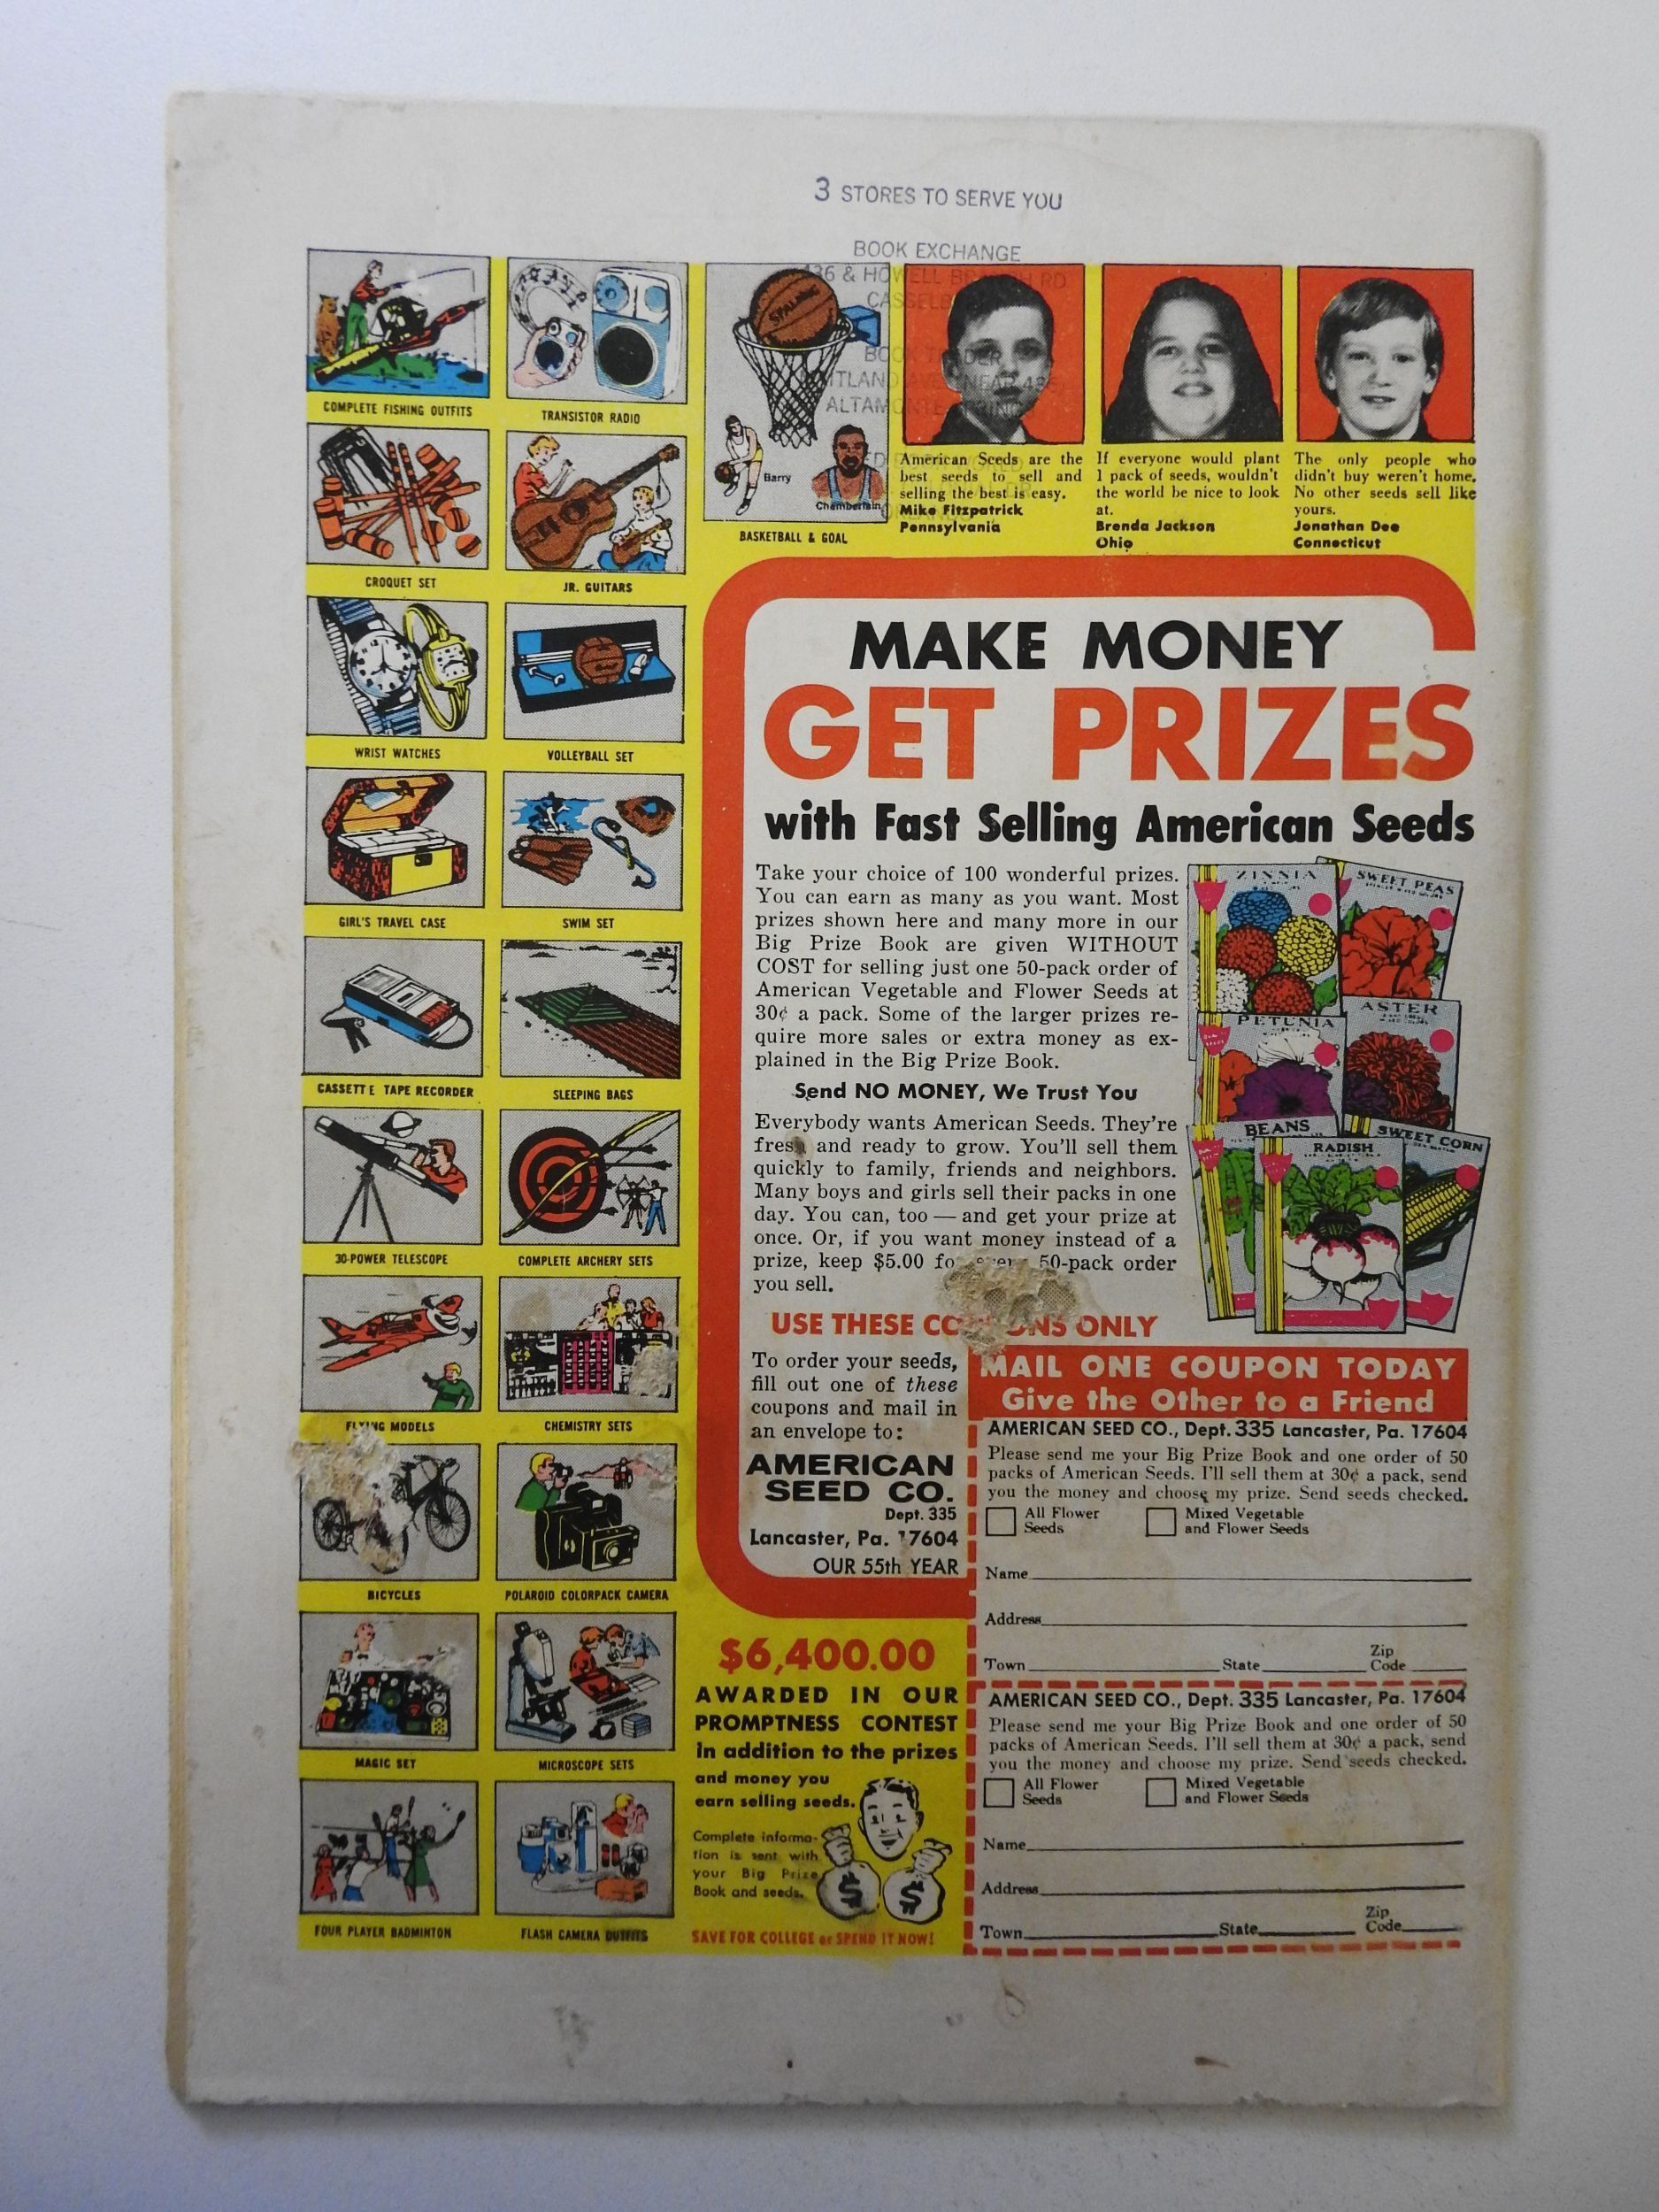 3 STORES TO SERVE YOU
BOOK EXCHANGE
436 & HOWELL BRANCH RD
COMPLETE FISHING OUTFITS
TRANSISTOR RADIO
SPALDING
Barry
Chamberlain
BASKETBALL & GOAL
CROQUET SET
JR. GUITARS
WRIST WATCHES
VOLLEYBALL SET
GIRL'S TRAVEL CASE
SWIM SET
CASSETTE TAPE RECORDER
SLEEPING BAGS
30-POWER TELESCOPE
COMPLETE ARCHERY SETS
FLYING MODELS
CHEMISTRY SETS
BICYCLES
POLAROID COLORPACK CAMERA
MAGIC SET
MICROSCOPE SETS
FOUR PLAYER BADMINTON
FLASH CAMERA OUTFITS
American Seeds are the
best seeds to sell and
selling the best is easy.
Mike Fitzpatrick
Pennsylvania
If everyone would plant
1 pack of seeds, wouldn't
the world be nice to look
at.
Brenda Jackson
Ohio
The only people who
didn't buy weren't home.
No other seeds sell like
yours.
Jonathan Dee
Connecticut
MAKE MONEY
GET PRIZES
with Fast Selling American Seeds
Take your choice of 100 wonderful prizes.
You can earn as many as you want. Most
prizes shown here and many more in our
Big Prize Book are given WITHOUT
COST for selling just one 50-pack order of
American Vegetable and Flower Seeds at
30¢ a pack. Some of the larger prizes re-
quire more sales or extra money as ex-
plained in the Big Prize Book.
Send NO MONEY, We Trust You
Everybody wants American Seeds. They're
fresh and ready to grow. You'll sell them
quickly to family, friends and neighbors.
Many boys and girls sell their packs in one
day. You can, too — and get your prize at
once. Or, if you want money instead of a
prize, keep $5.00 for every 50-pack order
you sell.
ZINNIA
SWEET PEAS
PETUNIA
ASTER
BEANS
RADISH
SWEET CORN
USE THESE COUPONS ONLY
To order your seeds,
fill out one of these
coupons and mail in
an envelope to:
AMERICAN
SEED CO.
Dept. 335
Lancaster, Pa. 17604
OUR 55th YEAR
MAIL ONE COUPON TODAY
Give the Other to a Friend
AMERICAN SEED CO., Dept. 335 Lancaster, Pa. 17604
Please send me your Big Prize Book and one order of 50
packs of American Seeds. I'll sell them at 30¢ a pack, send
you the money and choose my prize. Send seeds checked.
All Flower Seeds
Mixed Vegetable and Flower Seeds
Name
Address
Town State Zip Code
AMERICAN SEED CO., Dept. 335 Lancaster, Pa. 17604
Please send me your Big Prize Book and one order of 50
packs of American Seeds. I'll sell them at 30¢ a pack, send
you the money and choose my prize. Send seeds checked.
All Flower Seeds
Mixed Vegetable and Flower Seeds
Name
Address
Town State Zip Code
$6,400.00
AWARDED IN OUR
PROMPTNESS CONTEST
in addition to the prizes
and money you
earn selling seeds.
Complete informa-
tion is sent with
your Big Prize
Book and seeds.
$ $
SAVE FOR COLLEGE or SPEND IT NOW!